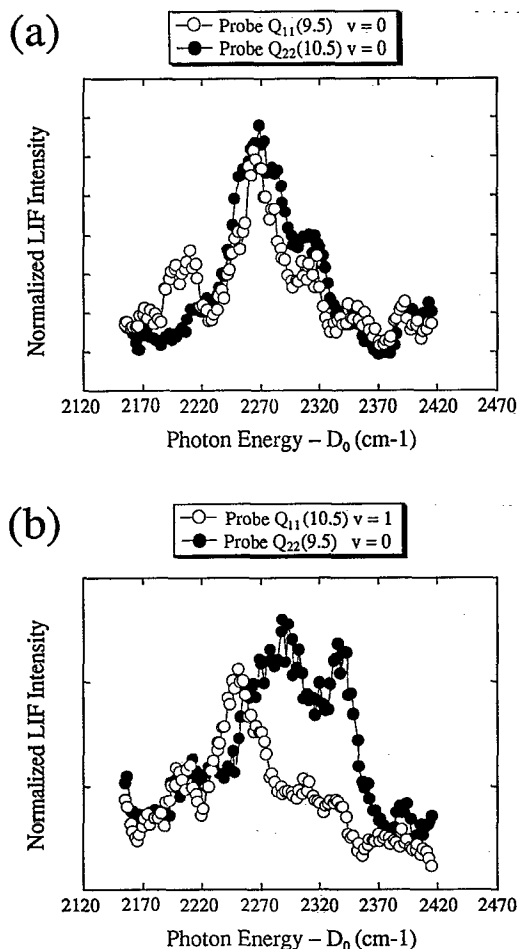 (a)
Probe Q11(9.5) v = 0
Probe Q22(10.5) v = 0
Normalized LIF Intensity
2120 2170 2220 2270 2320 2370 2420 2470
Photon Energy – D0 (cm-1)
(b)
Probe Q11(10.5) v = 1
Probe Q22(9.5) v = 0
Normalized LIF Intensity
2120 2170 2220 2270 2320 2370 2420 2470
Photon Energy – D0 (cm-1)